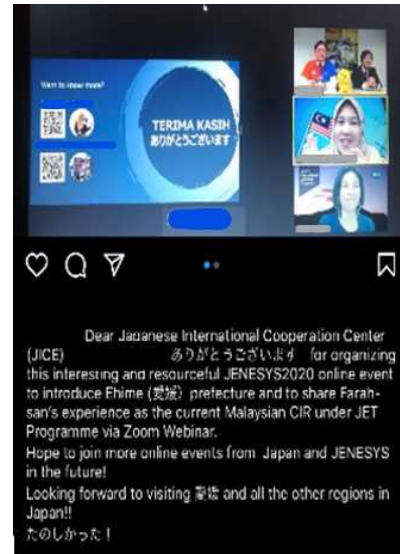 Want to know more?
TERIMA KASIH
ありがとうございます
Dear Japanese International Cooperation Center
(JICE) ありがとうございます for organizing
this interesting and resourceful JENESYS2020 online event
to introduce Ehime (愛媛) prefecture and to share Farah-
san's experience as the current Malaysian CIR under JET
Programme via Zoom Webinar.
Hope to join more online events from Japan and JENESYS
in the future!
Looking forward to visiting 愛媛 and all the other regions in
Japan!!
たのしかった！